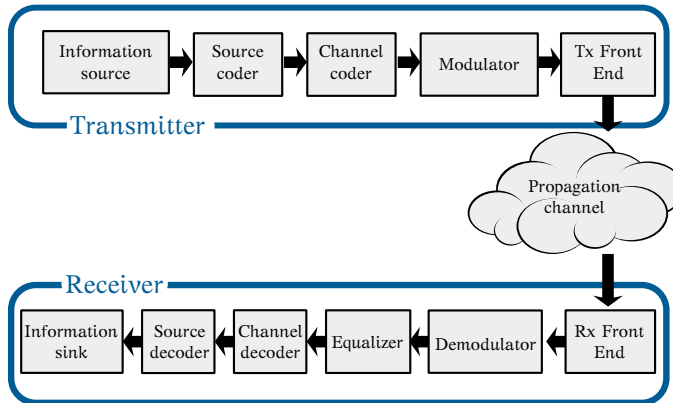 Information
source
Source
coder
Channel
coder
Modulator
Tx Front
End
Transmitter
Propagation
channel
Receiver
Information
sink
Source
decoder
Channel
decoder
Equalizer
Demodulator
Rx Front
End